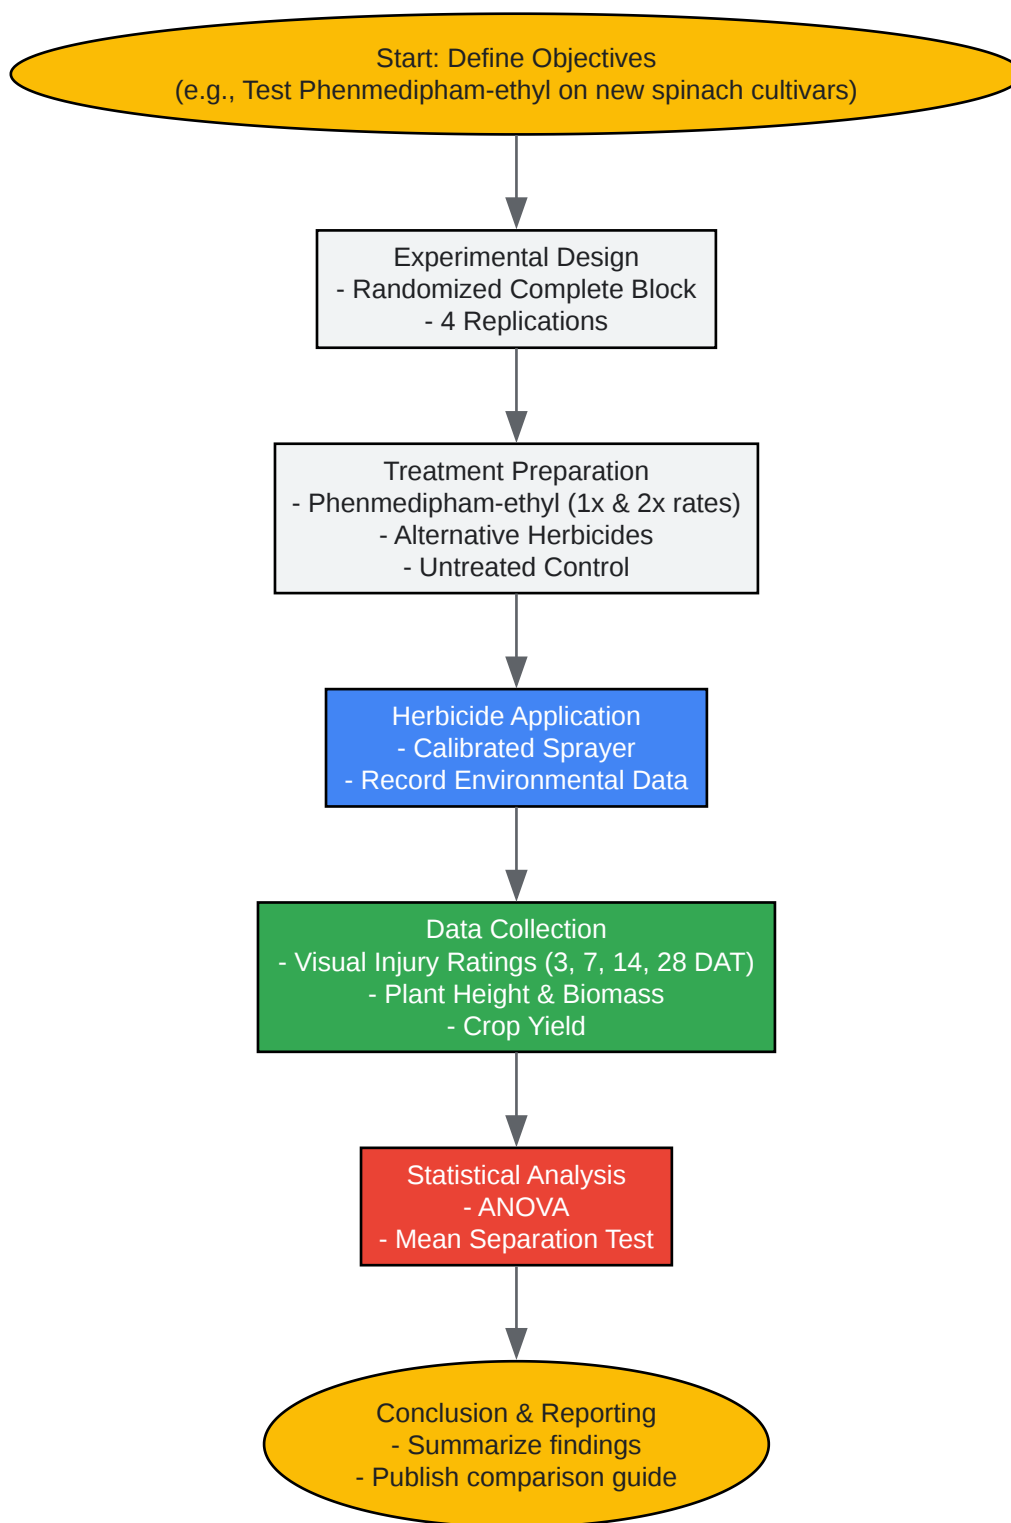 Start: Define Objectives
(e.g., Test Phenmedipham-ethyl on new spinach cultivars)
Experimental Design
- Randomized Complete Block
- 4 Replications
Treatment Preparation
- Phenmedipham-ethyl (1x & 2x rates)
- Alternative Herbicides
- Untreated Control
Herbicide Application
- Calibrated Sprayer
- Record Environmental Data
Data Collection
- Visual Injury Ratings (3, 7, 14, 28 DAT)
- Plant Height & Biomass
- Crop Yield
Statistical Analysis
- ANOVA
- Mean Separation Test
Conclusion & Reporting
- Summarize findings
- Publish comparison guide